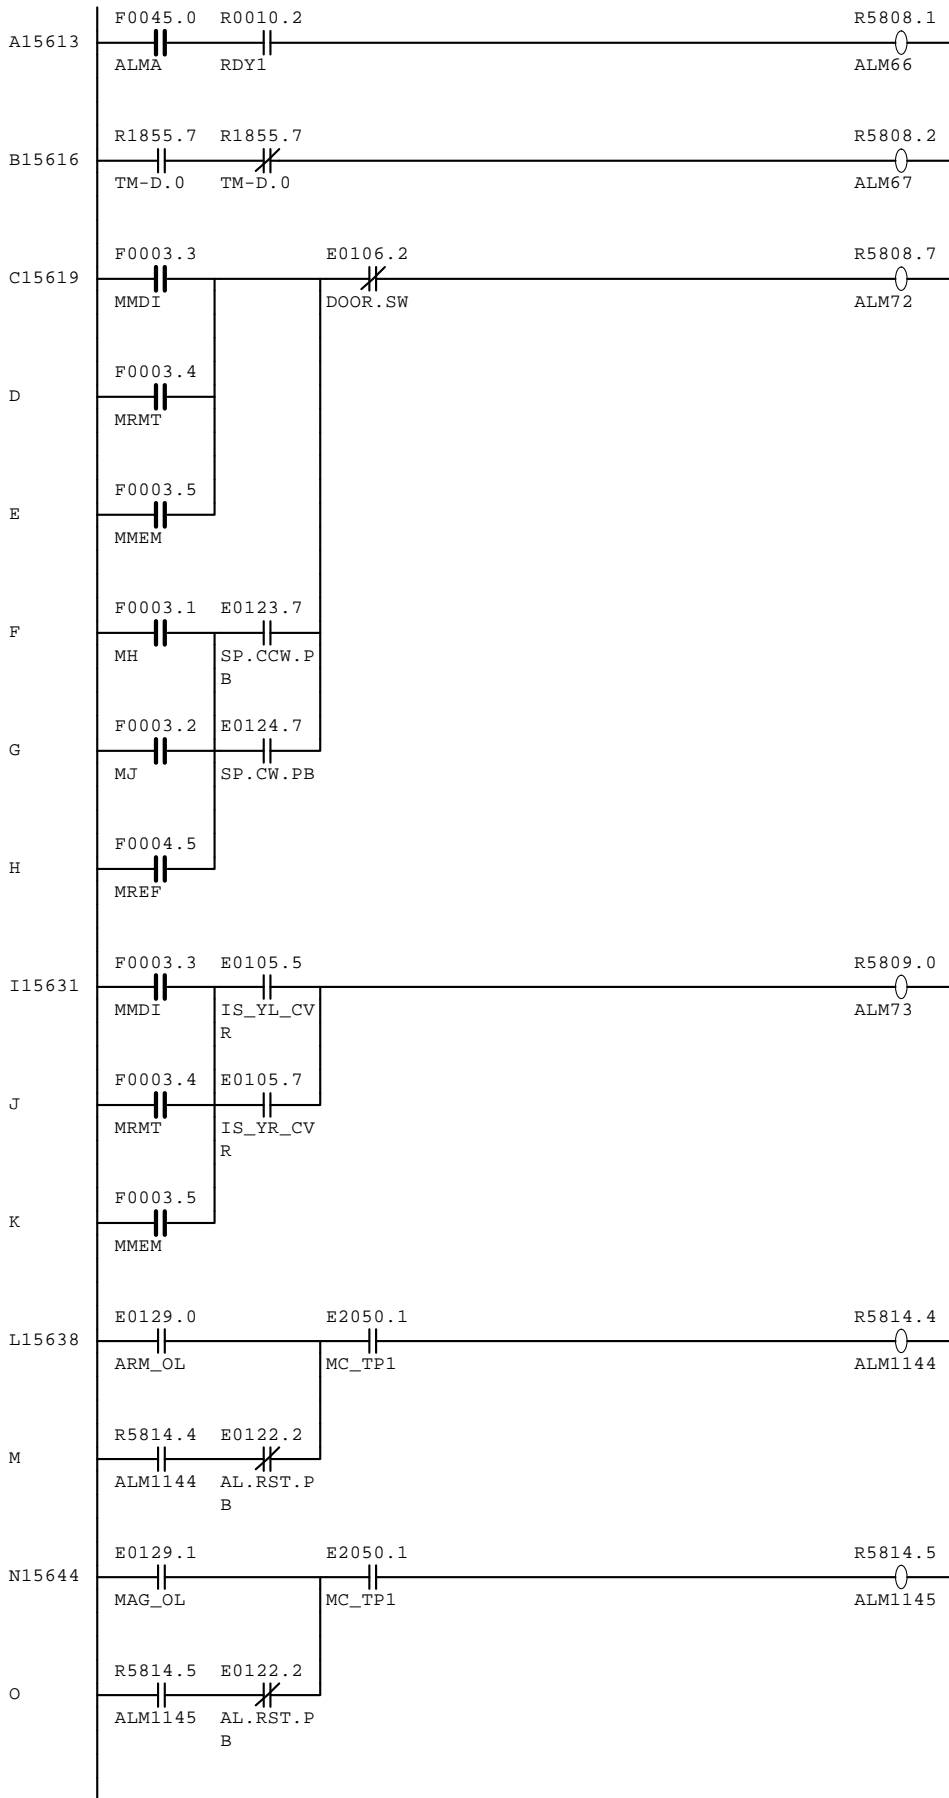 F0045.0 R0010.2 R5808.1
A15613
ALMA RDY1 ALM66
R1855.7 R1855.7 R5808.2
B15616
TM-D.0 TM-D.0 ALM67
F0003.3 E0106.2 R5808.7
C15619
MMDI DOOR.SW ALM72
F0003.4
D
MRMT
F0003.5
E
MMEM
F0003.1 E0123.7
F
MH SP.CCW.P
B
F0003.2 E0124.7
G
MJ SP.CW.PB
F0004.5
H
MREF
F0003.3 E0105.5 R5809.0
I15631
MMDI IS_YL_CV ALM73
R
F0003.4 E0105.7
J
MRMT IS_YR_CV
R
F0003.5
K
MMEM
E0129.0 E2050.1 R5814.4
L15638
ARM_OL MC_TP1 ALM1144
R5814.4 E0122.2
M
ALM1144 AL.RST.P
B
E0129.1 E2050.1 R5814.5
N15644
MAG_OL MC_TP1 ALM1145
R5814.5 E0122.2
O
ALM1145 AL.RST.P
B